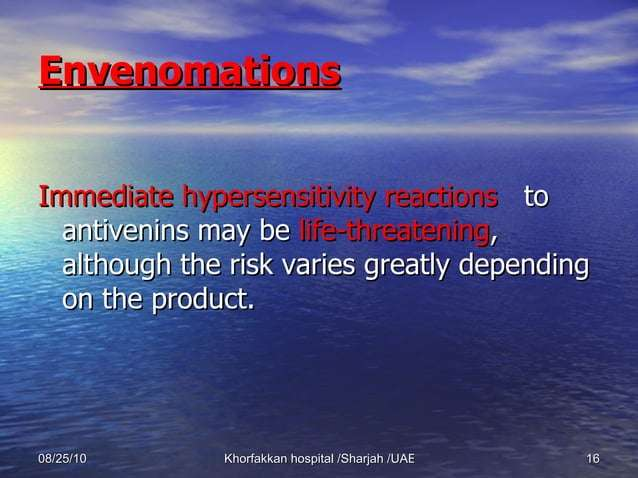 Envenomations
Immediate hypersensitivity reactions to
antivenins may be life-threatening,
although the risk varies greatly depending
on the product.
08/25/10
Khorfakkan hospital /Sharjah /UAE
16